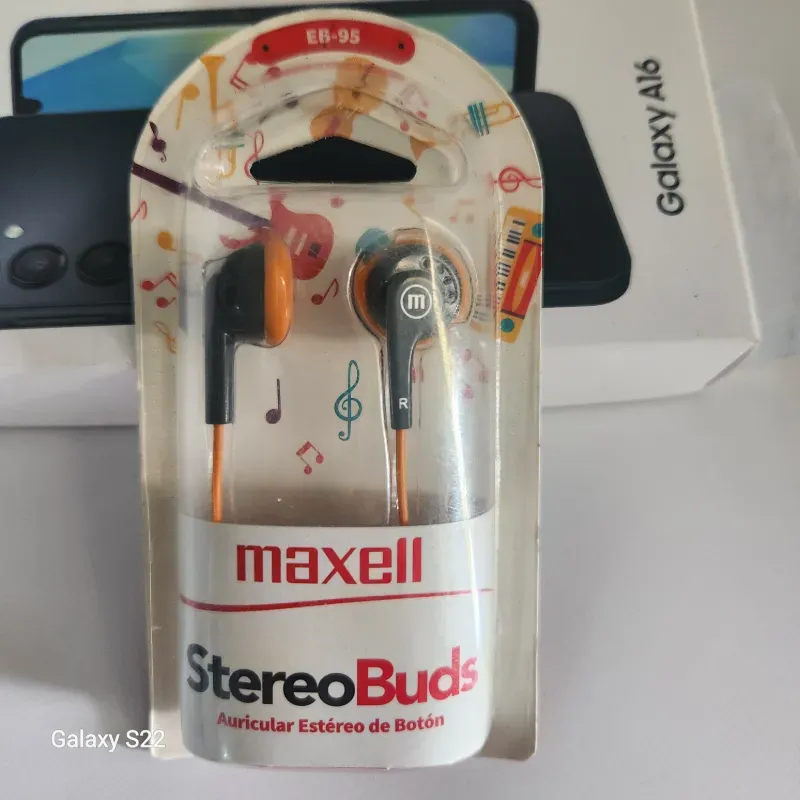 EB-95
Galaxy A16
m
R
maxell
StereoBuds
Auricular Estéreo de Botón
Galaxy S22